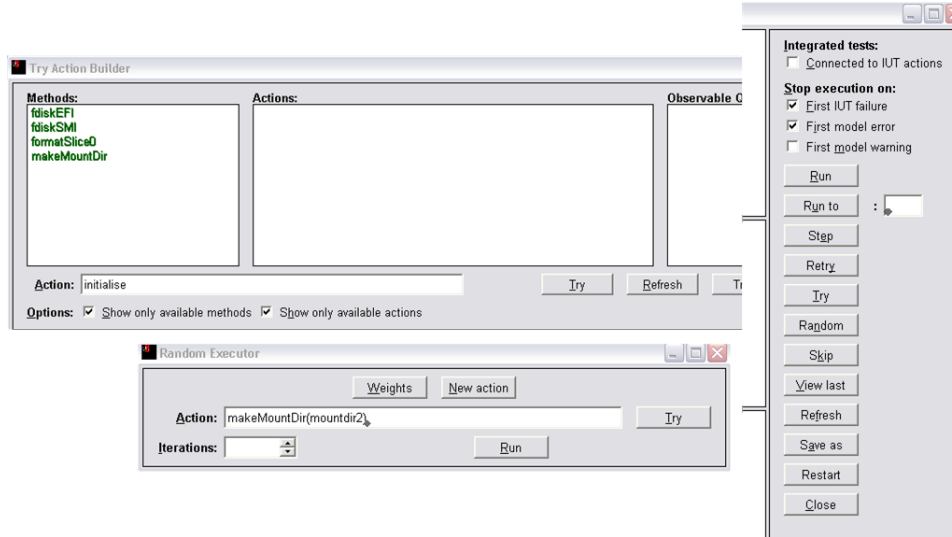 Try Action Builder
Methods:
fdiskEFI
fdiskSMI
formatSlice0
makeMountDir
Actions:
Observable
Action: initialise
Try
Refresh
Options: Show only available methods Show only available actions
Random Executor
Weights
New action
Action: makeMountDir(mountdir2)
Try
Iterations:
Run
Integrated tests:
Connected to IUT actions
Stop execution on:
First IUT failure
First model error
First model warning
Run
Run to :
Step
Retry
Try
Random
Skip
View last
Refresh
Save as
Restart
Close